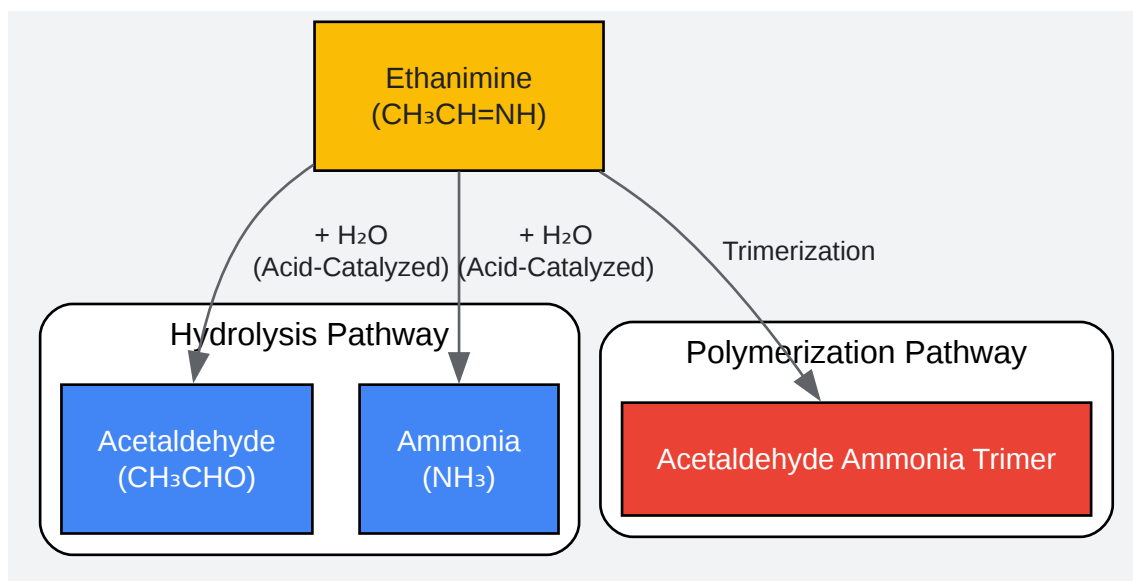 Ethanimine
(CH₃CH=NH)
+ H₂O
(Acid-Catalyzed)
+ H₂O
(Acid-Catalyzed)
Trimerization
Hydrolysis Pathway
Polymerization Pathway
Acetaldehyde
(CH₃CHO)
Ammonia
(NH₃)
Acetaldehyde Ammonia Trimer